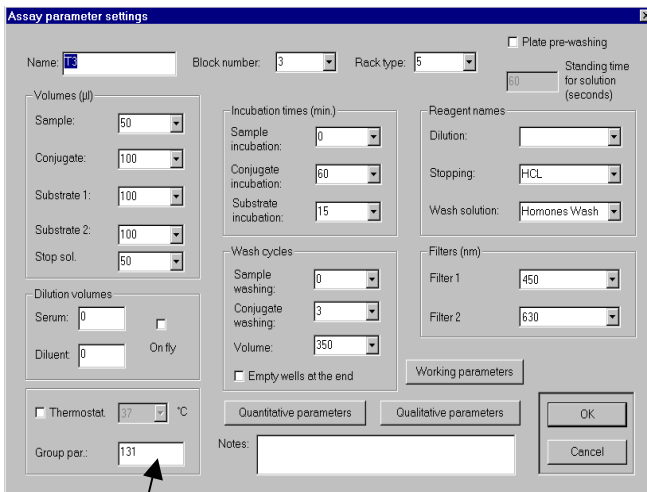 Assay parameter settings
Name: T3
Block number: 3
Rack type: 5
Plate pre-washing
60
Standing time
for solution
(seconds)
Volumes (µl)
Sample: 50
Conjugate: 100
Substrate 1: 100
Substrate 2: 100
Stop sol. 50
Incubation times (min.)
Sample
incubation: 0
Conjugate
incubation: 60
Substrate
incubation: 15
Reagent names
Dilution:
Stopping: HCL
Wash solution: Homones Wash
Wash cycles
Sample
washing: 0
Conjugate
washing: 3
Volume: 350
Empty wells at the end
Filters (nm)
Filter 1 450
Filter 2 630
Dilution volumes
Serum: 0
Diluent: 0
On fly
Working parameters
Thermostat. 37 °C
Group par.: 131
Quantitative parameters
Qualitative parameters
Notes:
OK
Cancel